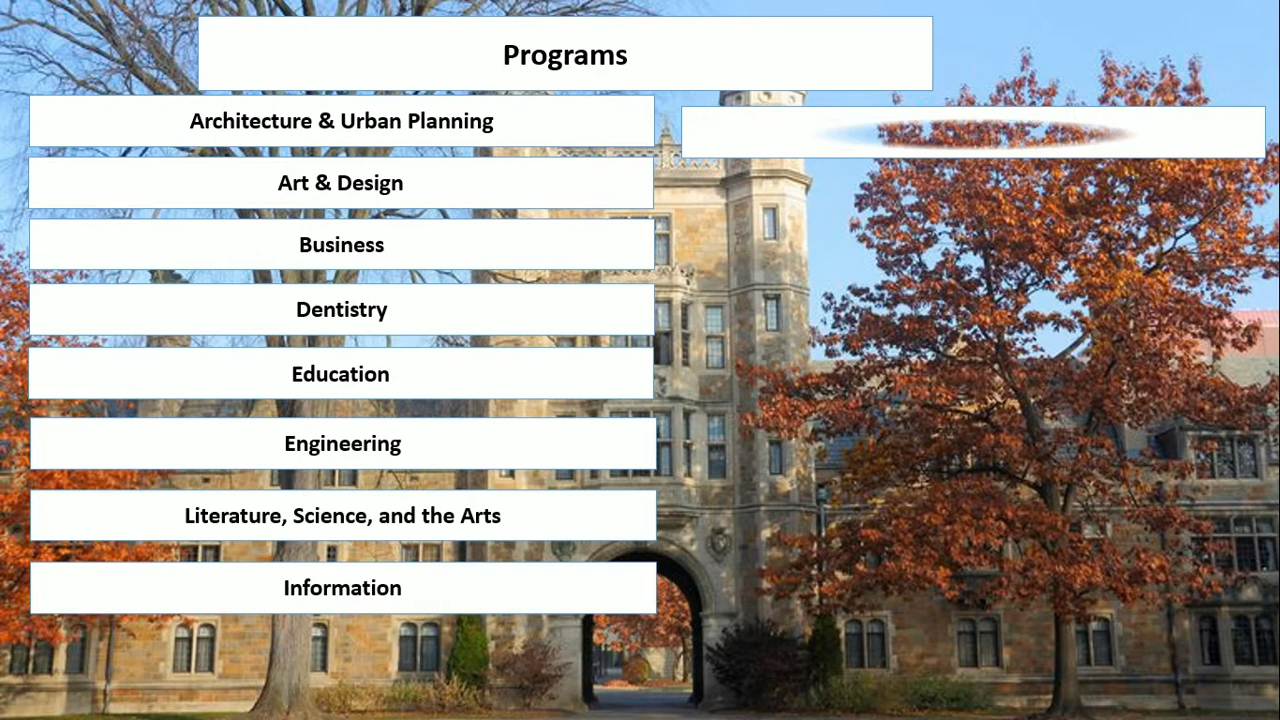 Programs
Architecture & Urban Planning
Art & Design
Business
Dentistry
Education
Engineering
Literature, Science, and the Arts
Information